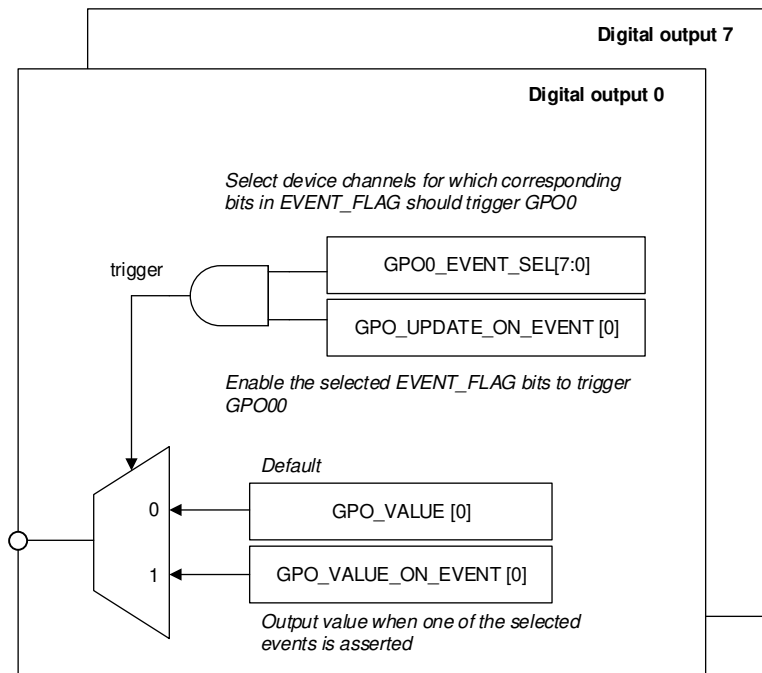 Digital output 7
Digital output 0
Select device channels for which corresponding
bits in EVENT_FLAG should trigger GPO0
trigger
GPO0_EVENT_SEL[7:0]
GPO_UPDATE_ON_EVENT [0]
Enable the selected EVENT_FLAG bits to trigger
GPO00
Default
0
GPO_VALUE [0]
1
GPO_VALUE_ON_EVENT [0]
Output value when one of the selected
events is asserted